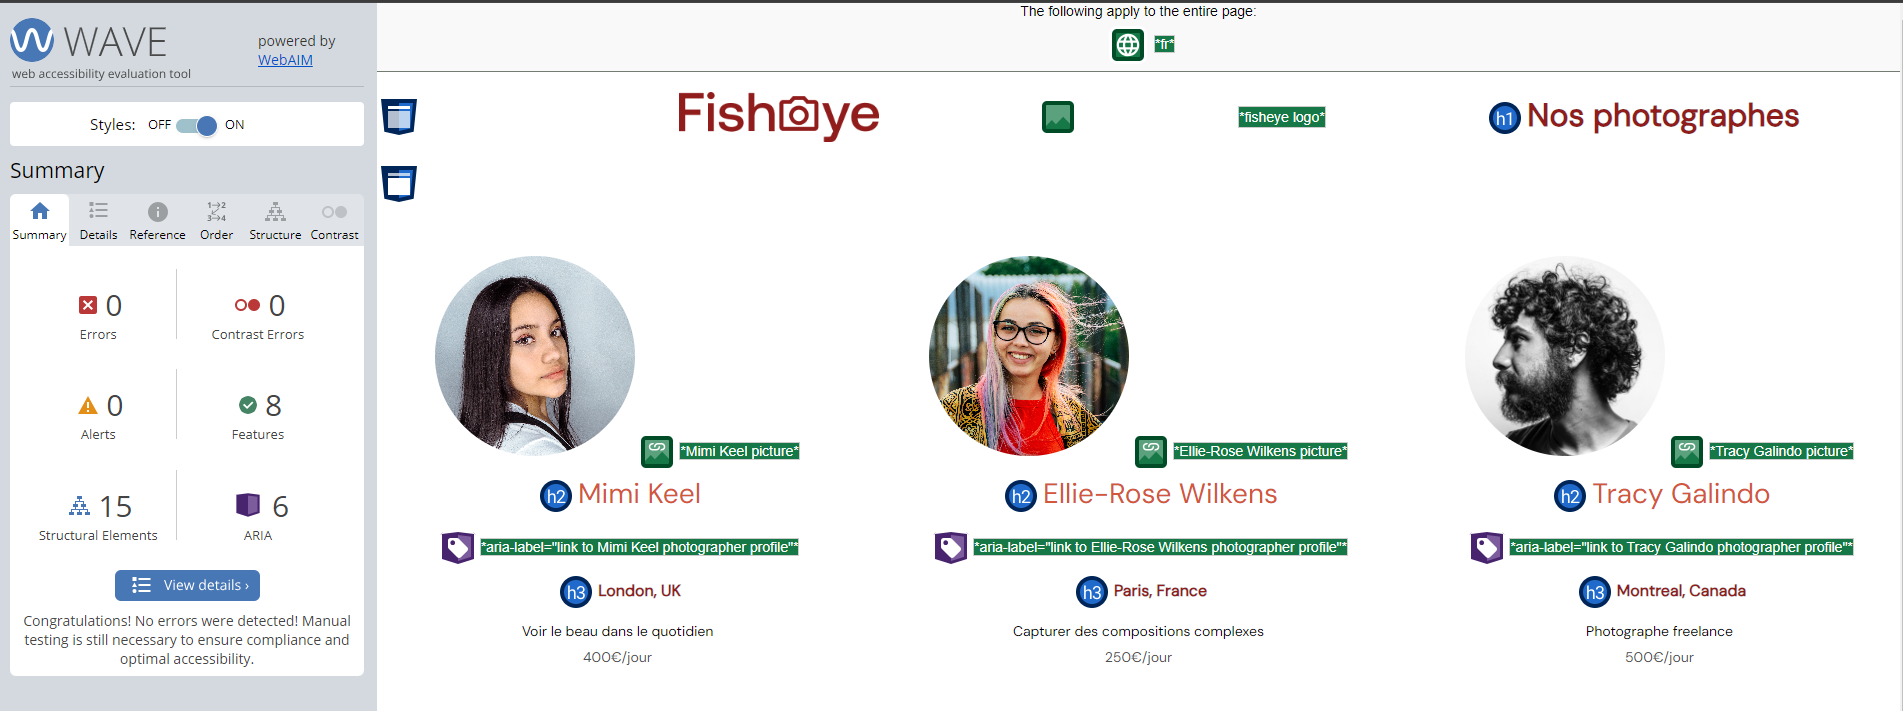 WAVE
web accessibility evaluation tool
powered by
WebAIM
Styles: OFF ON
Summary
Summary Details Reference Order Structure Contrast
0 Errors
0 Contrast Errors
0 Alerts
8 Features
15 Structural Elements
6 ARIA
View details ›
Congratulations! No errors were detected! Manual
testing is still necessary to ensure compliance and
optimal accessibility.
The following apply to the entire page:
*fr*
Fisheye
*fisheye logo*
h1 Nos photographes
*Mimi Keel picture*
h2 Mimi Keel
*aria-label="link to Mimi Keel photographer profile"*
h3 London, UK
Voir le beau dans le quotidien
400€/jour
*Ellie-Rose Wilkens picture*
h2 Ellie-Rose Wilkens
*aria-label="link to Ellie-Rose Wilkens photographer profile"*
h3 Paris, France
Capturer des compositions complexes
250€/jour
*Tracy Galindo picture*
h2 Tracy Galindo
*aria-label="link to Tracy Galindo photographer profile"*
h3 Montreal, Canada
Photographe freelance
500€/jour